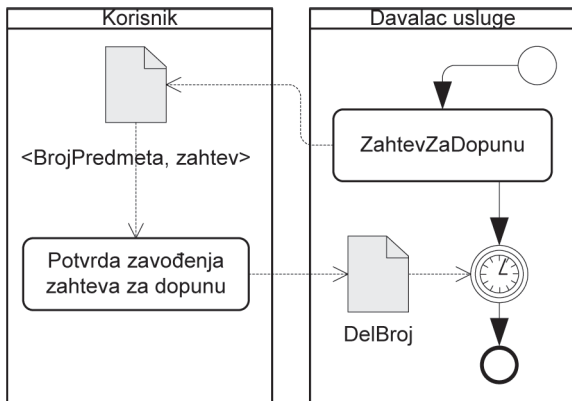 Korisnik
Davalac usluge
ZahtevZaDopunu
<BrojPredmeta, zahtev>
Potvrda zavođenja
zahteva za dopunu
DelBroj